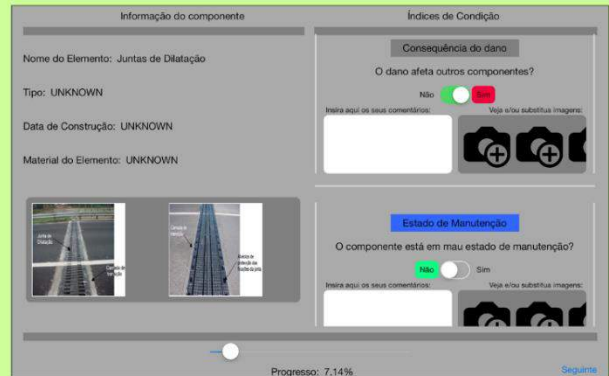 Informação do componente
Nome do Elemento: Juntas de Dilatação
Tipo: UNKNOWN
Data de Construção: UNKNOWN
Material do Elemento: UNKNOWN
Junta de
Dilatação
Índices de Condição
Consequência do dano
O dano afeta outros componentes?
Não Sim
Insira aqui os seus comentários: Veja e/ou substitua imagens:
Estado de Manutenção
O componente está em mau estado de manutenção?
Não Sim
Insira aqui os seus comentários: Veja e/ou substitua imagens:
Progresso: 7.14%
Seguinte